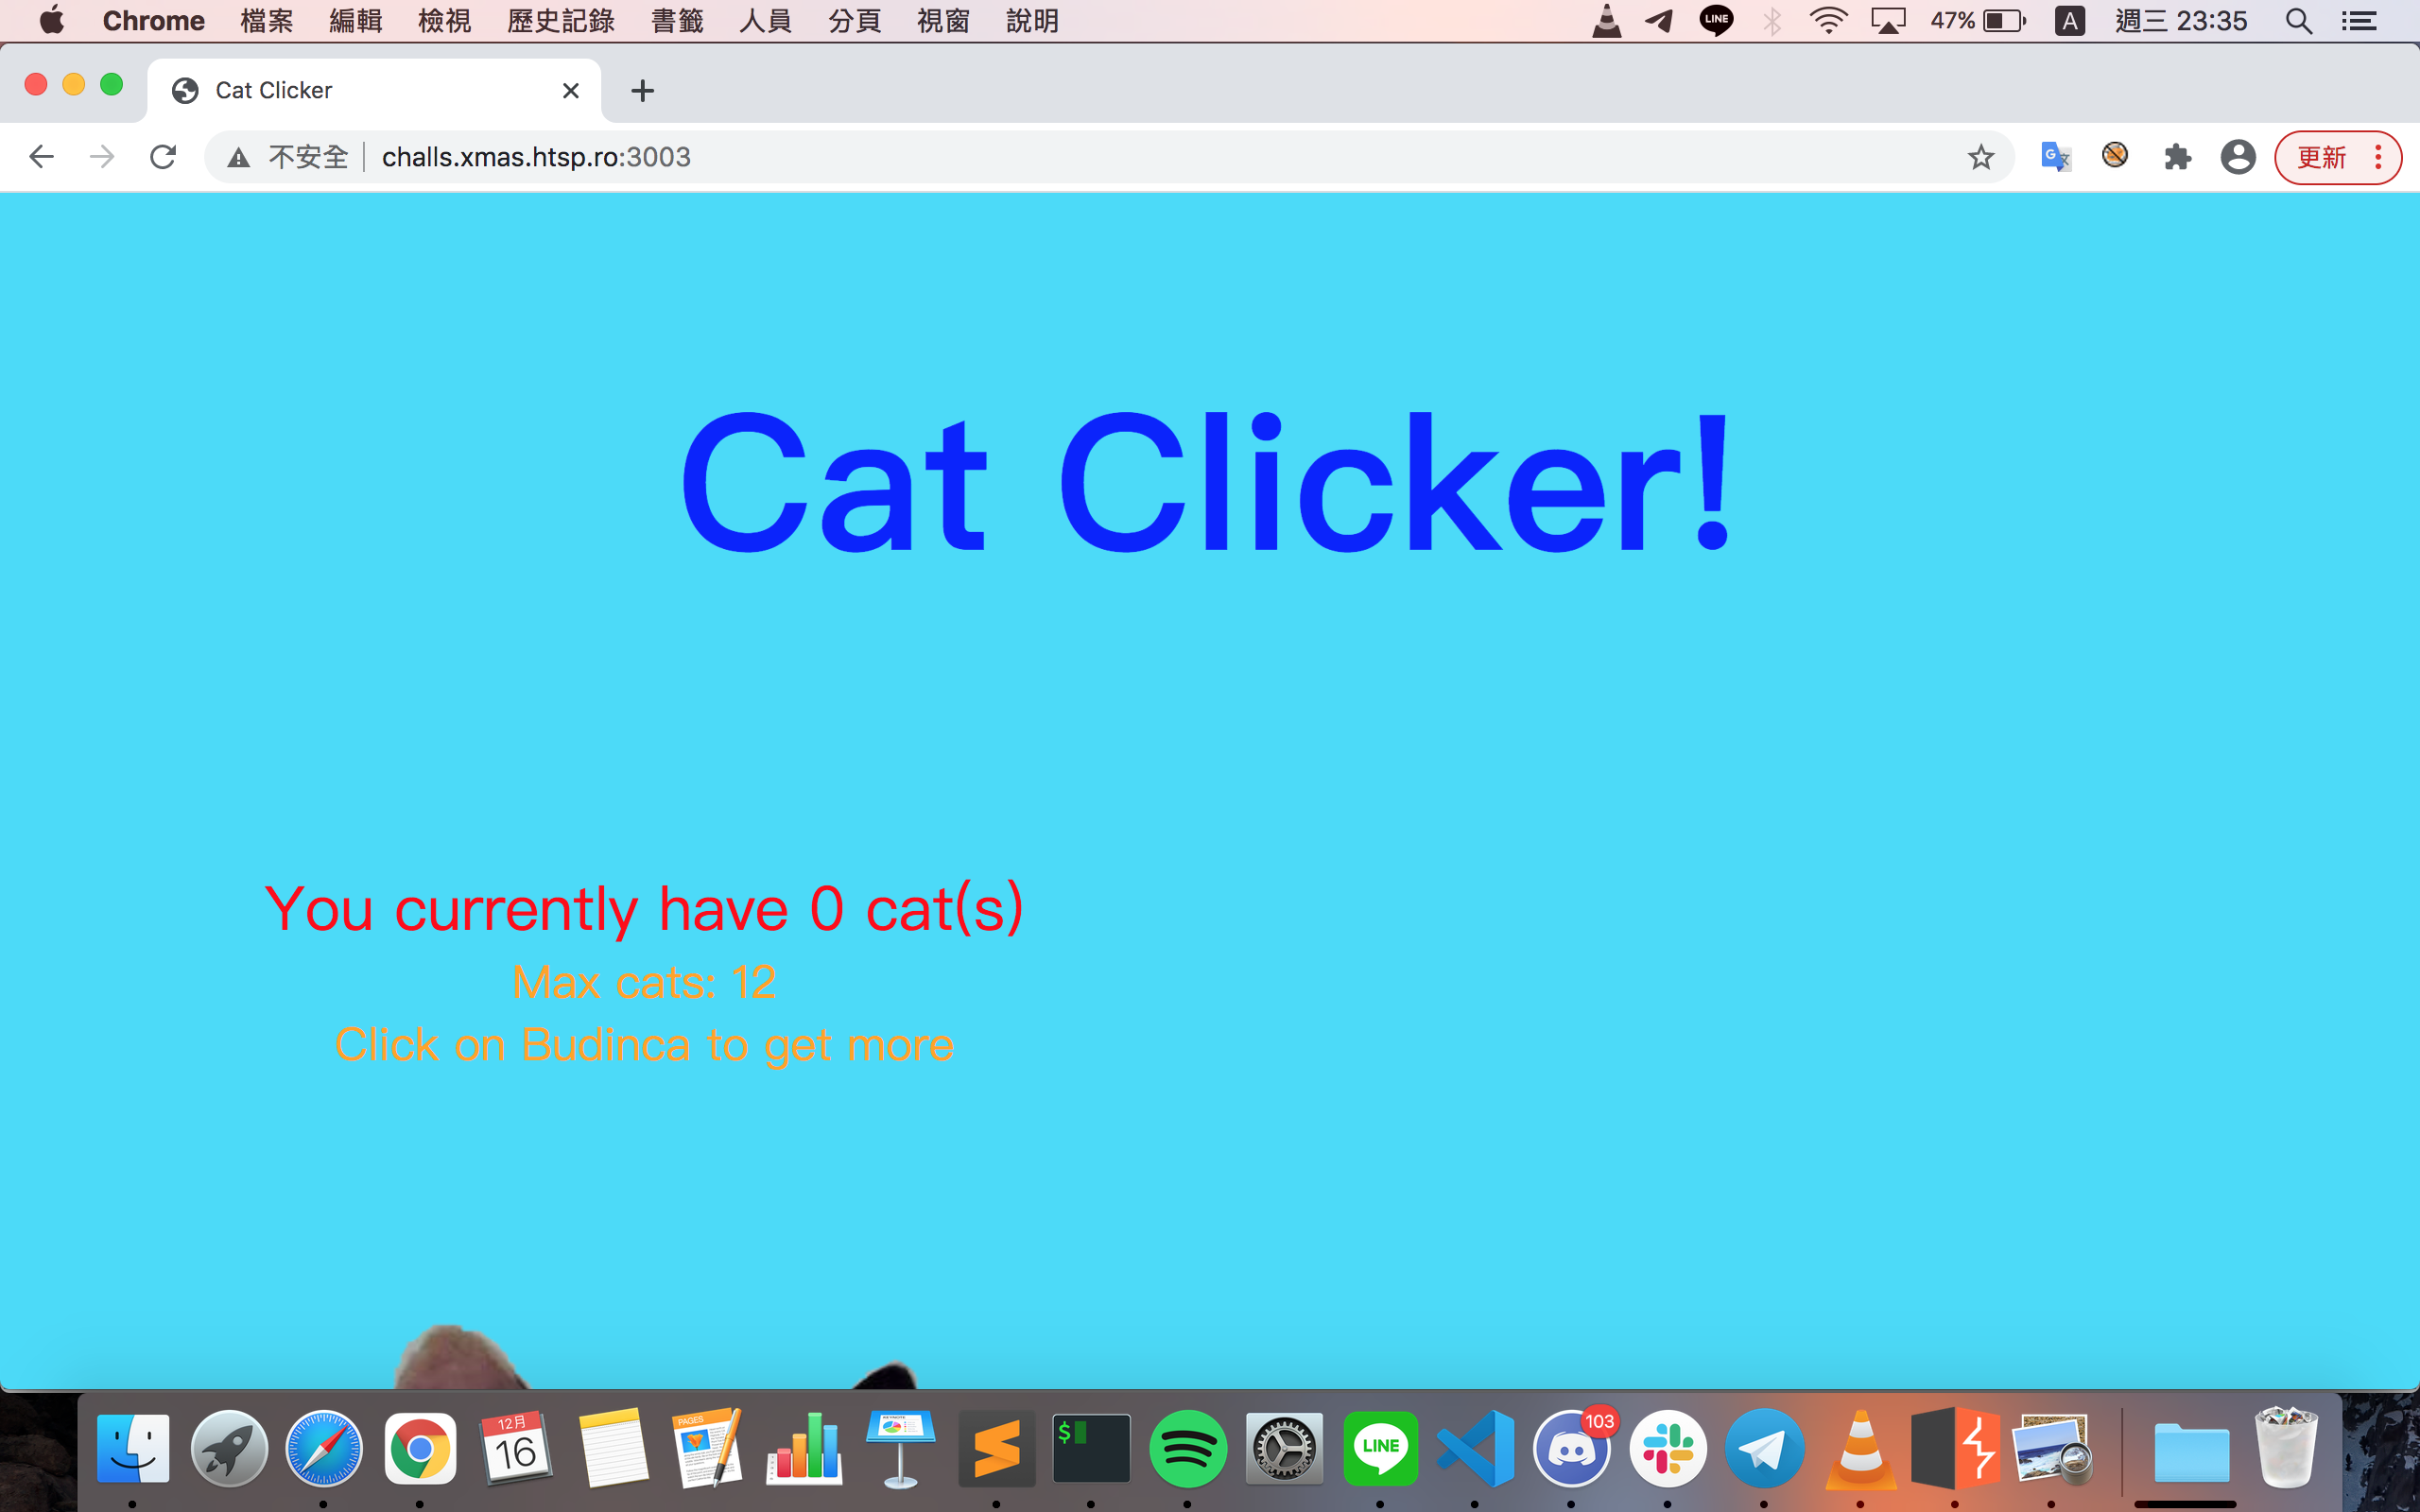 Chrome 檔案 編輯 檢視 歷史記錄 書籤 人員 分頁 視窗 說明 LINE 47% A 週三 23:35
Cat Clicker
不安全 challs.xmas.htsp.ro:3003 更新
Cat Clicker!
You currently have 0 cat(s)
Max cats: 12
Click on Budinca to get more
12月
16
PAGES
$
LINE
103